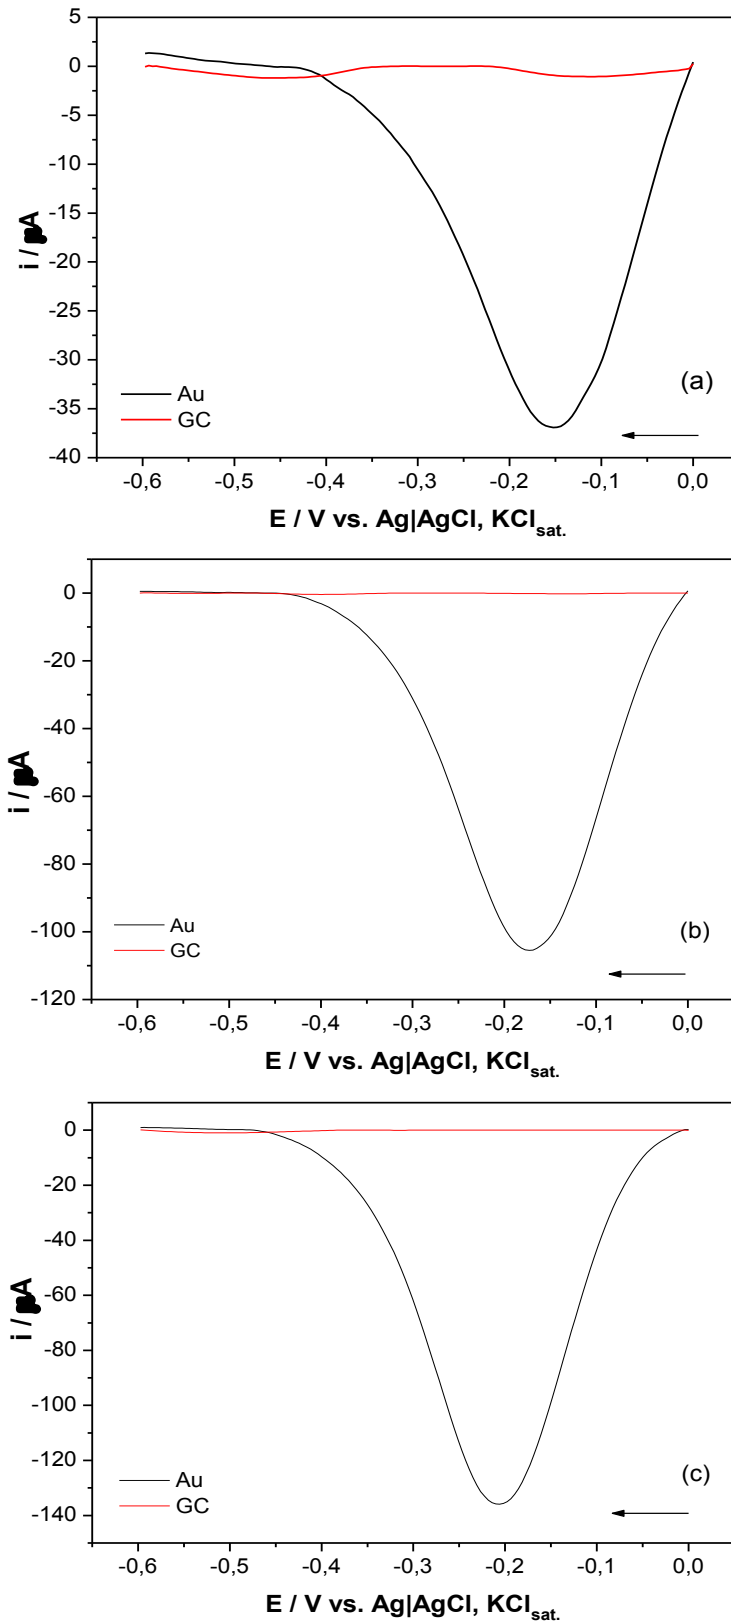 5
0
-5
-10
-15
-20
-25
-30
-35
-40
i / µA
Au
GC
(a)
-0,6 -0,5 -0,4 -0,3 -0,2 -0,1 0,0
E / V vs. Ag|AgCl, KCl sat.
0
-20
-40
-60
-80
-100
-120
i / µA
Au
GC
(b)
-0,6 -0,5 -0,4 -0,3 -0,2 -0,1 0,0
E / V vs. Ag|AgCl, KCl sat.
0
-20
-40
-60
-80
-100
-120
-140
i / µA
Au
GC
(c)
-0,6 -0,5 -0,4 -0,3 -0,2 -0,1 0,0
E / V vs. Ag|AgCl, KCl sat.